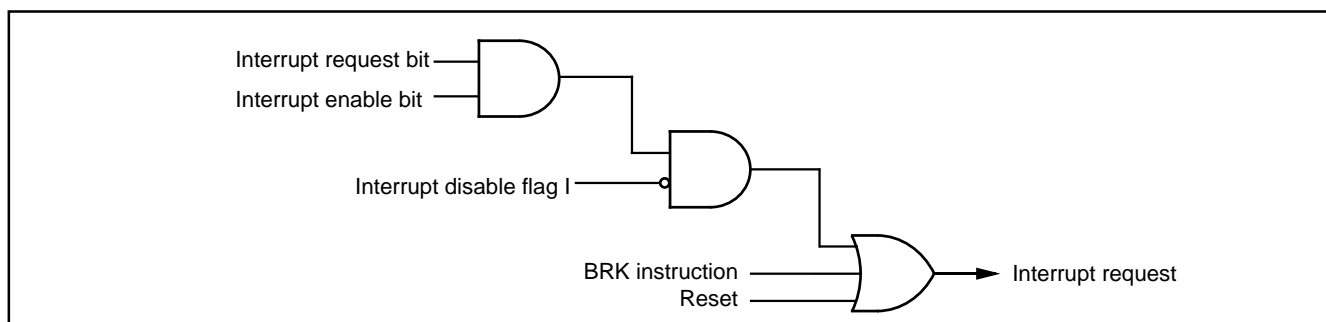 Interrupt request bit
Interrupt enable bit
Interrupt disable flag I
BRK instruction
Reset
Interrupt request